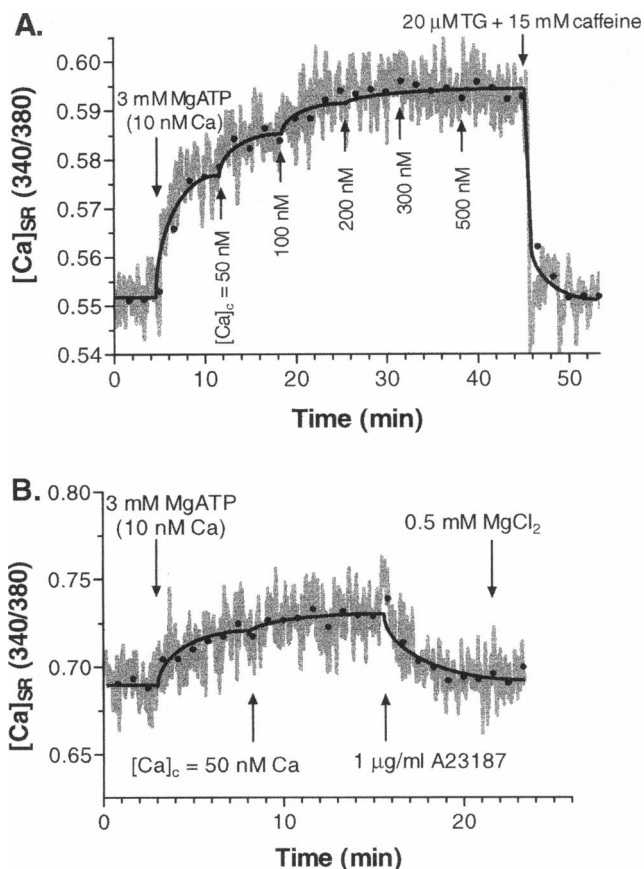 A.
20 μM TG + 15 mM caffeine
3 mM MgATP
(10 nM Ca)
[Ca]SR (340/380)
0.60
0.59
0.58
0.57
0.56
0.55
0.54
[Ca]c = 50 nM
100 nM
200 nM
300 nM
500 nM
0
10
20
30
40
50
Time (min)
B.
0.80
3 mM MgATP
(10 nM Ca)
0.5 mM MgCl2
[Ca]SR (340/380)
0.75
0.70
0.65
[Ca]c = 50 nM Ca
1 μg/ml A23187
0
10
20
Time (min)